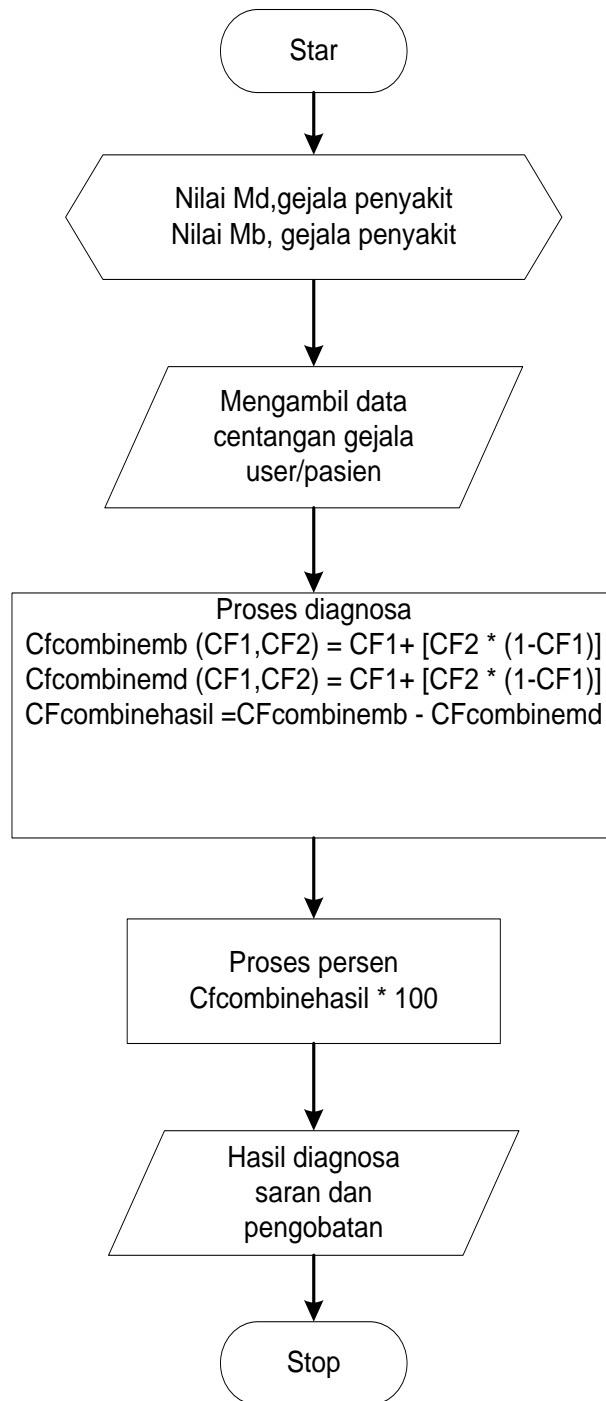 Star
Nilai Md,gejala penyakit
Nilai Mb, gejala penyakit
Mengambil data
centangan gejala
user/pasien
Proses diagnosa
Cfcombinemb (CF1,CF2) = CF1+ [CF2 * (1-CF1)]
Cfcombinemd (CF1,CF2) = CF1+ [CF2 * (1-CF1)]
CFcombinehasil =CFcombinemb - CFcombinemd
Proses persen
Cfcombinehasil * 100
Hasil diagnosa
saran dan
pengobatan
Stop